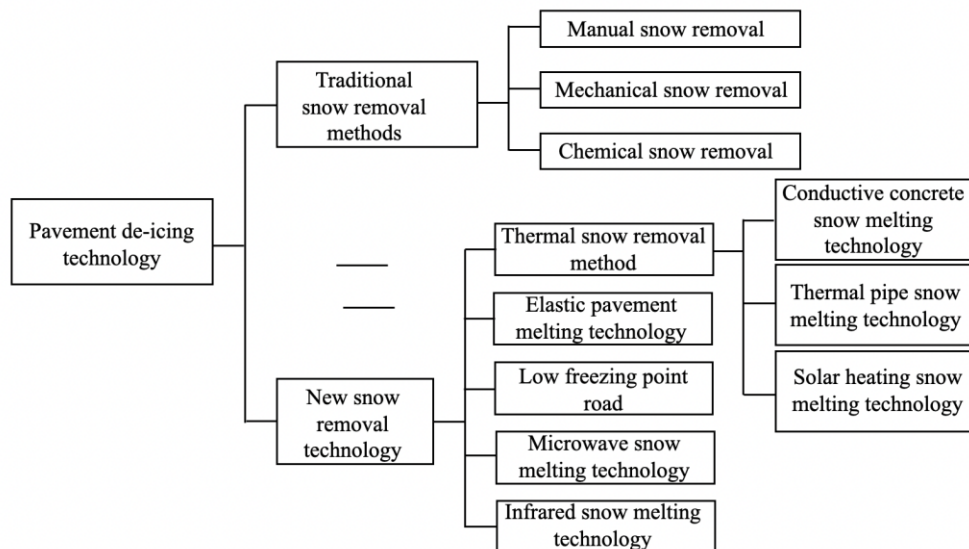 Pavement de-icing
technology
Traditional
snow removal
methods
Manual snow removal
Mechanical snow removal
Chemical snow removal
New snow
removal
technology
Thermal snow removal
method
Elastic pavement
melting technology
Low freezing point
road
Microwave snow
melting technology
Infrared snow melting
technology
Conductive concrete
snow melting
technology
Thermal pipe snow
melting technology
Solar heating snow
melting technology